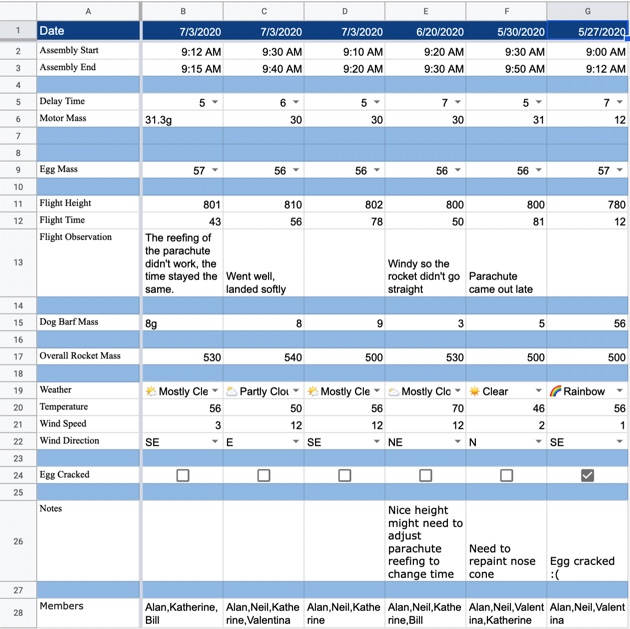 A B C D E F G
1 Date 7/3/2020 7/3/2020 7/3/2020 6/20/2020 5/30/2020 5/27/2020
2 Assembly Start 9:12 AM 9:30 AM 9:10 AM 9:20 AM 9:30 AM 9:00 AM
3 Assembly End 9:15 AM 9:40 AM 9:20 AM 9:30 AM 9:50 AM 9:12 AM
4
5 Delay Time 5 6 5 7 5 7
6 Motor Mass 31.3g 30 30 30 31 12
7
8
9 Egg Mass 57 56 56 56 56 57
10
11 Flight Height 801 810 802 800 800 780
12 Flight Time 43 56 78 50 81 12
13 Flight Observation
The reefing of
the parachute
didn't work, the
time stayed the
same.
Went well,
landed softly
Windy so the
rocket didn't go
straight
Parachute
came out late
14
15 Dog Barf Mass 8g 8 9 3 5 56
16
17 Overall Rocket Mass 530 540 500 530 500 500
18
19 Weather Mostly Cle Partly Clou Mostly Cle Mostly Clo Clear Rainbow
20 Temperature 56 50 56 70 46 56
21 Wind Speed 3 12 12 12 2 1
22 Wind Direction SE E SE NE N SE
23
24 Egg Cracked
25
26 Notes
Nice height
might need to
adjust
parachute
reefing to
change time
Need to
repaint nose
cone
Egg cracked
:(
27
28 Members
Alan,Katherine,
Bill
Alan,Neil,Kathe
rine,Valentina
Alan,Neil,Kathe
rine
Alan,Neil,Kathe
rine,Bill
Alan,Neil,Valent
ina,Katherine
Alan,Neil,Valent
ina